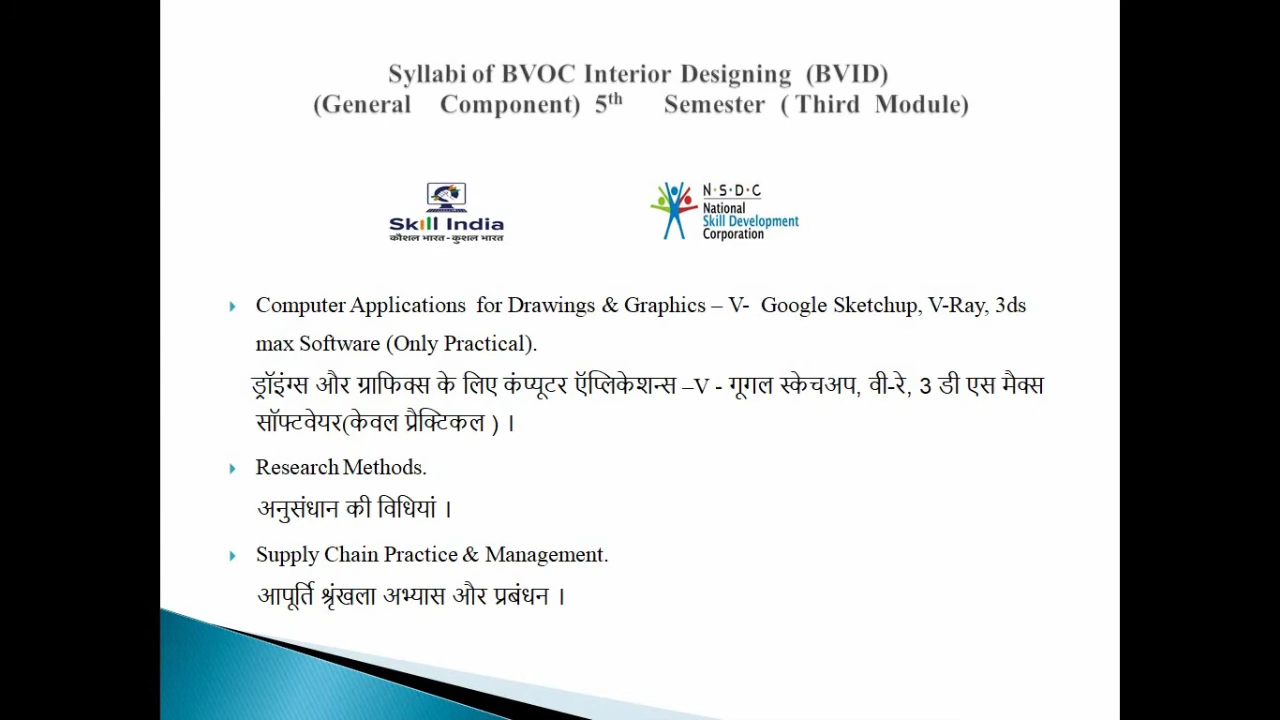 Syllabi of BVOC Interior Designing (BVID)
(General Component) 5th Semester ( Third Module)
Skill India
कौशल भारत - कुशल भारत
N·S·D·C
National
Skill Development
Corporation
Computer Applications for Drawings & Graphics – V- Google Sketchup, V-Ray, 3ds
max Software (Only Practical).
ड्रॉइंग्स और ग्राफिक्स के लिए कंप्यूटर ऍप्लिकेशन्स –V - गूगल स्केचअप, वी-रे, 3 डी एस मैक्स
सॉफ्टवेयर(केवल प्रैक्टिकल ) ।
Research Methods.
अनुसंधान की विधियां ।
Supply Chain Practice & Management.
आपूर्ति श्रृंखला अभ्यास और प्रबंधन ।